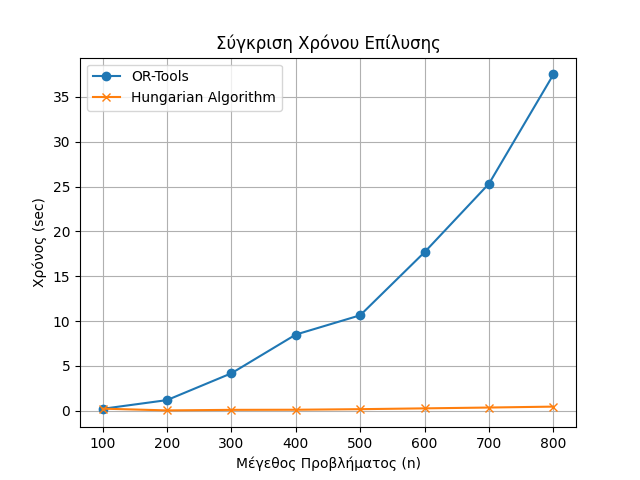 Σύγκριση Χρόνου Επίλυσης
OR-Tools
Hungarian Algorithm
Χρόνος (sec)
35
30
25
20
15
10
5
0
100 200 300 400 500 600 700 800
Μέγεθος Προβλήματος (n)